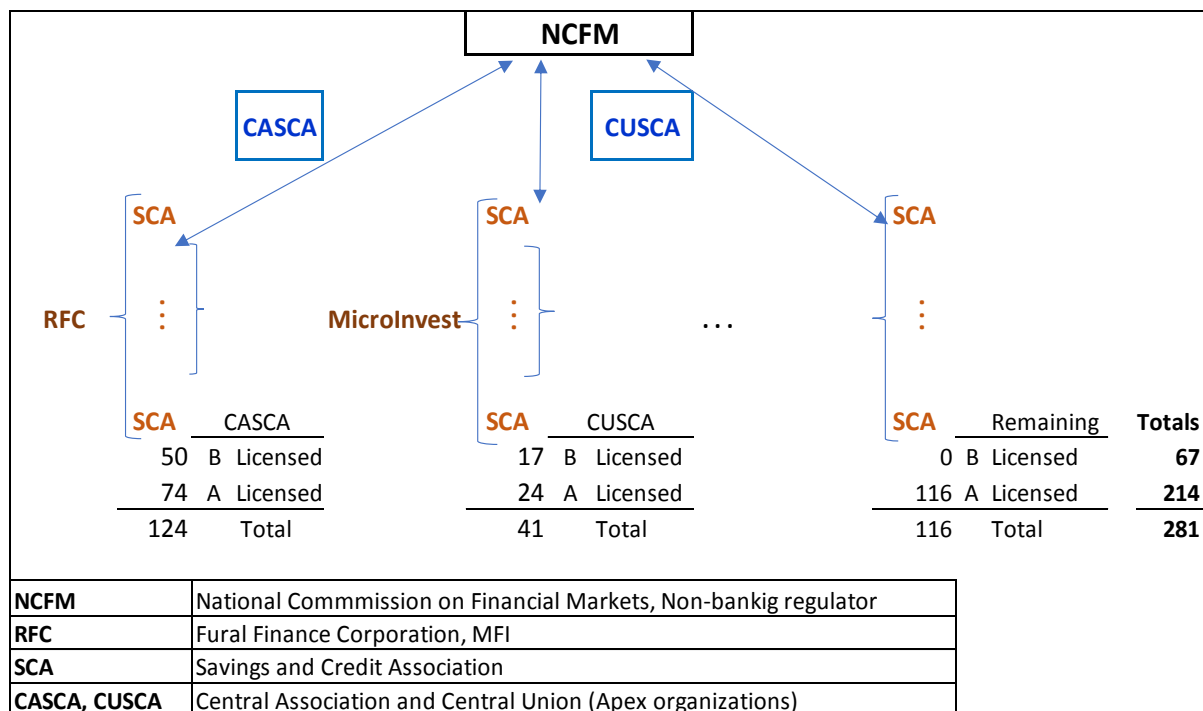 NCFM
CASCA CUSCA
SCA SCA SCA
RFC MicroInvest ...
SCA CASCA SCA CUSCA SCA Remaining Totals
50 B Licensed 17 B Licensed 0 B Licensed 67
74 A Licensed 24 A Licensed 116 A Licensed 214
124 Total 41 Total 116 Total 281
NCFM National Commmission on Financial Markets, Non-bankig regulator
RFC Fural Finance Corporation, MFI
SCA Savings and Credit Association
CASCA, CUSCA Central Association and Central Union (Apex organizations)